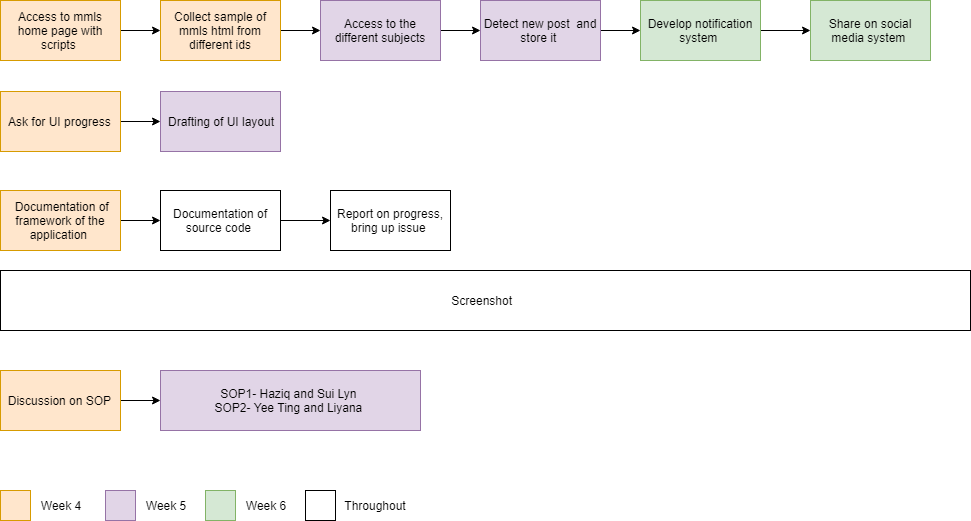 Access to mmls
home page with
scripts
Collect sample of
mmls html from
different ids
Access to the
different subjects
Detect new post and
store it
Develop notification
system
Share on social
media system
Ask for UI progress
Drafting of UI layout
Documentation of
framework of the
application
Documentation of
source code
Report on progress,
bring up issue
Screenshot
Discussion on SOP
SOP1- Haziq and Sui Lyn
SOP2- Yee Ting and Liyana
Week 4
Week 5
Week 6
Throughout